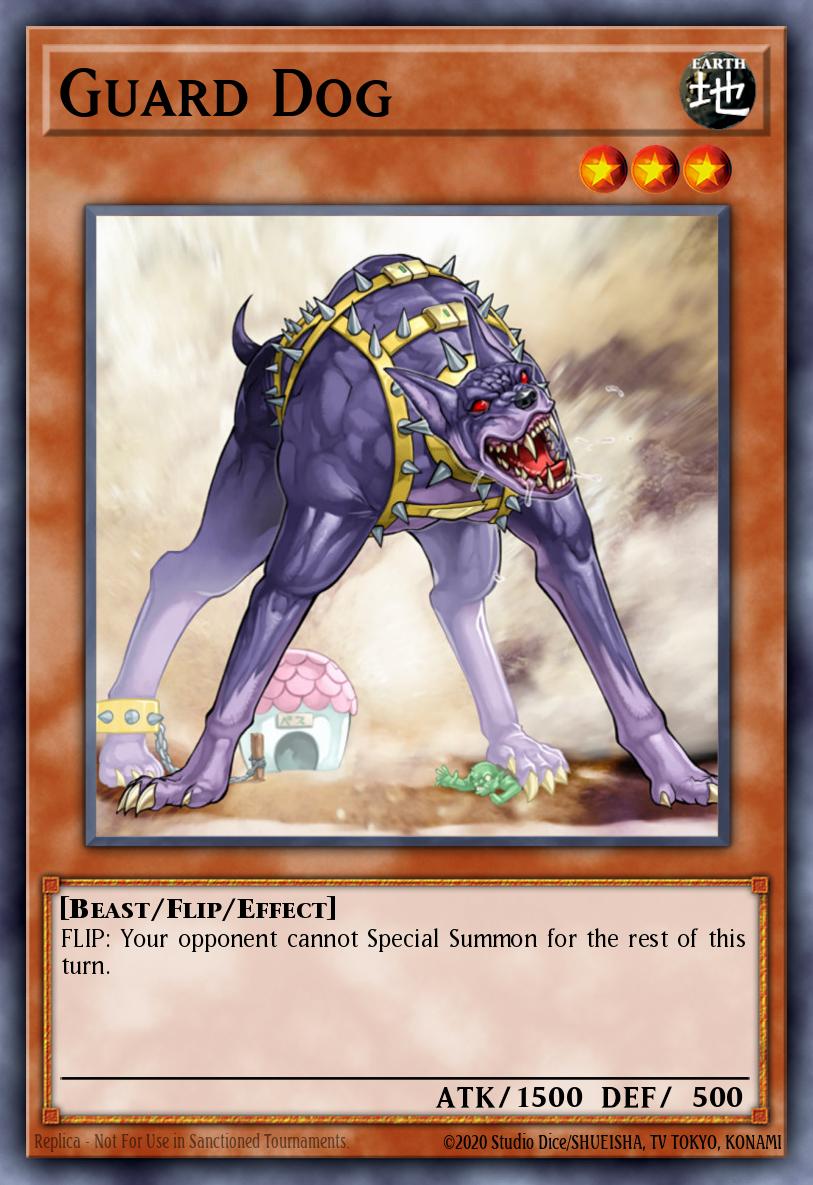 GUARD DOG
EARTH
地
[BEAST/FLIP/EFFECT]
FLIP: Your opponent cannot Special Summon for the rest of this
turn.
ATK/1500 DEF/ 500
Replica - Not For Use in Sanctioned Tournaments.
©2020 Studio Dice/SHUEISHA, TV TOKYO, KONAMI